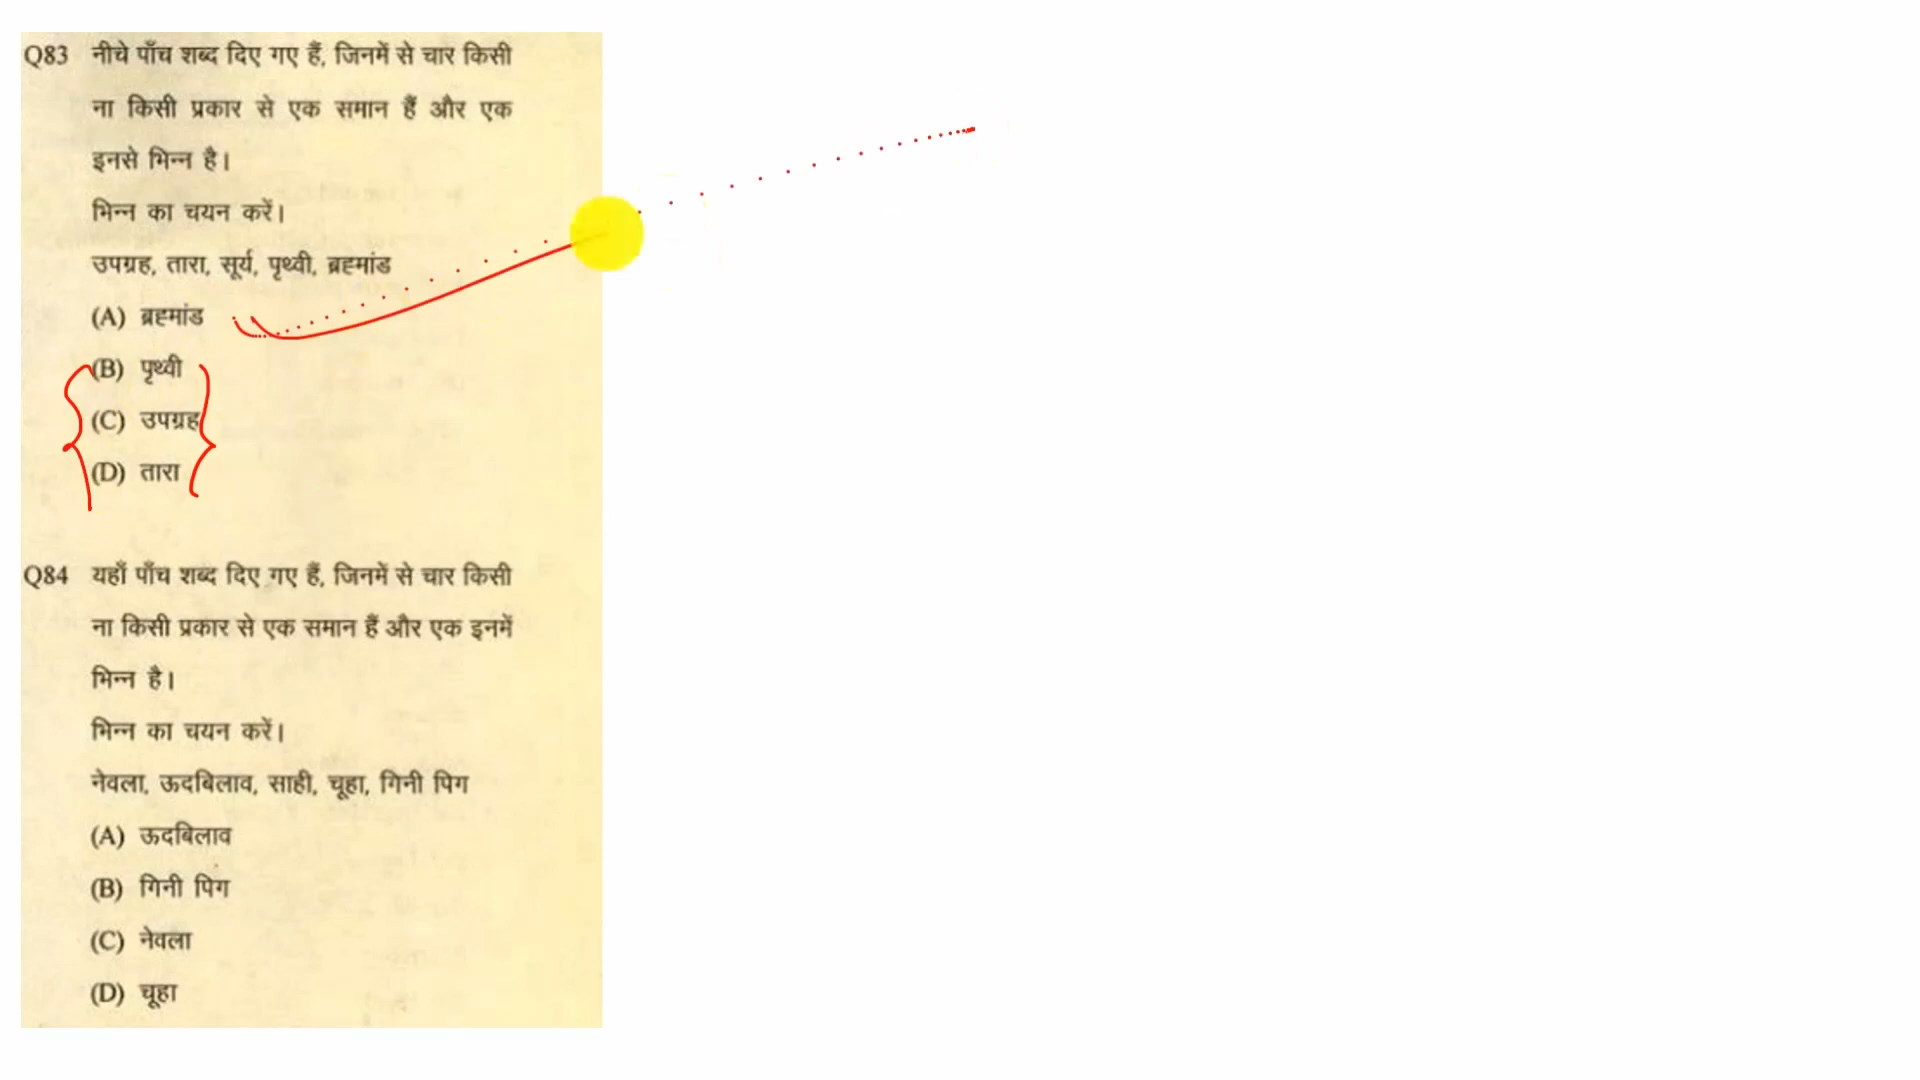 Q83 नीचे पाँच शब्द दिए गए हैं, जिनमें से चार किसी
ना किसी प्रकार से एक समान हैं और एक
इनसे भिन्न है।
भिन्न का चयन करें।
उपग्रह, तारा, सूर्य, पृथ्वी, ब्रह्मांड
(A) ब्रह्मांड
(B) पृथ्वी
(C) उपग्रह
(D) तारा
Q84 यहाँ पाँच शब्द दिए गए हैं, जिनमें से चार किसी
ना किसी प्रकार से एक समान हैं और एक इनमें
भिन्न है।
भिन्न का चयन करें।
नेवला, ऊदबिलाव, साही, चूहा, गिनी पिग
(A) ऊदबिलाव
(B) गिनी पिग
(C) नेवला
(D) चूहा